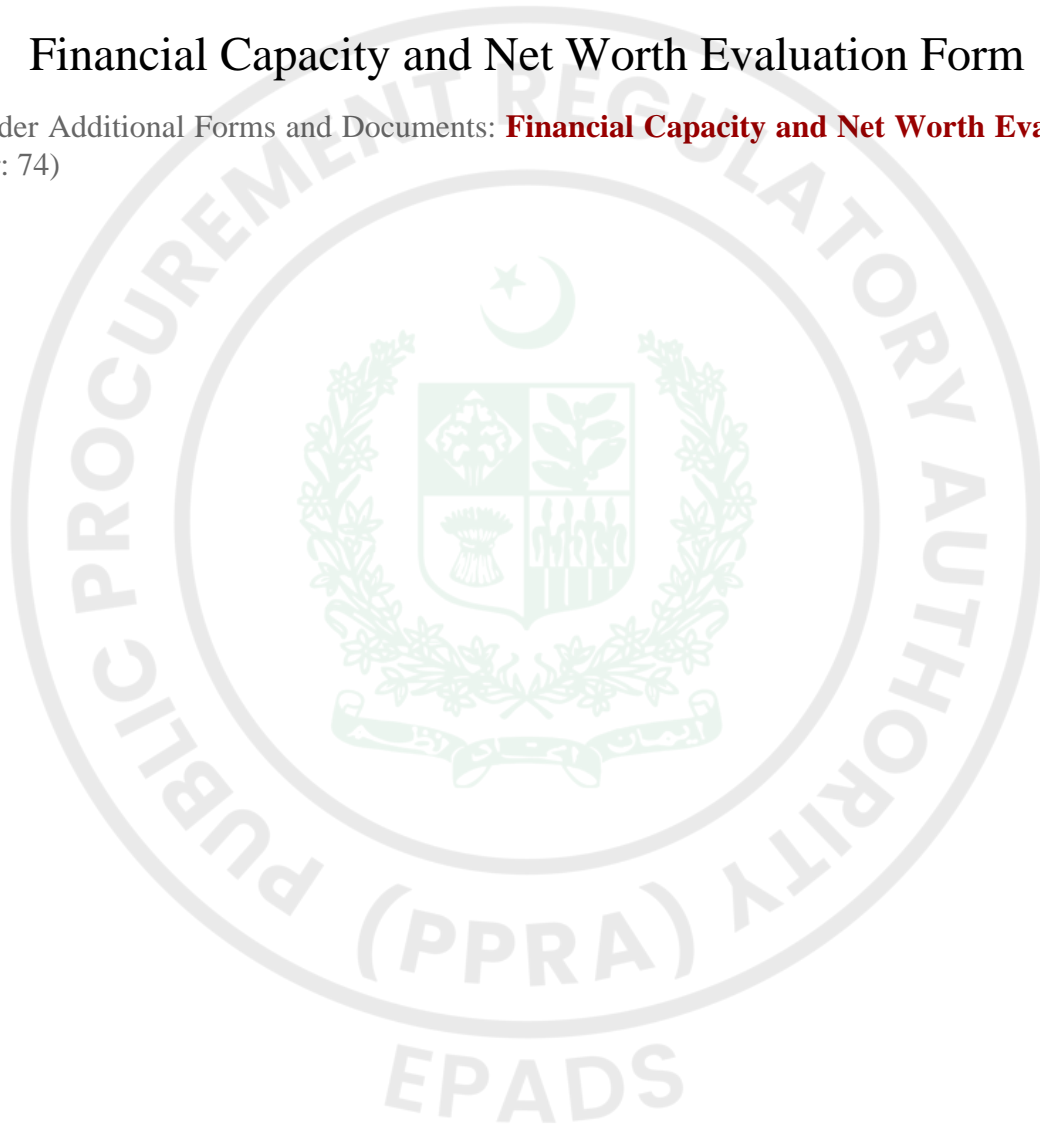 Financial Capacity and Net Worth Evaluation Form
der Additional Forms and Documents: Financial Capacity and Net Worth Eva
: 74)
PUBLIC PROCUREMENT REGULATORY AUTHORITY
(PPRA)
EPADS